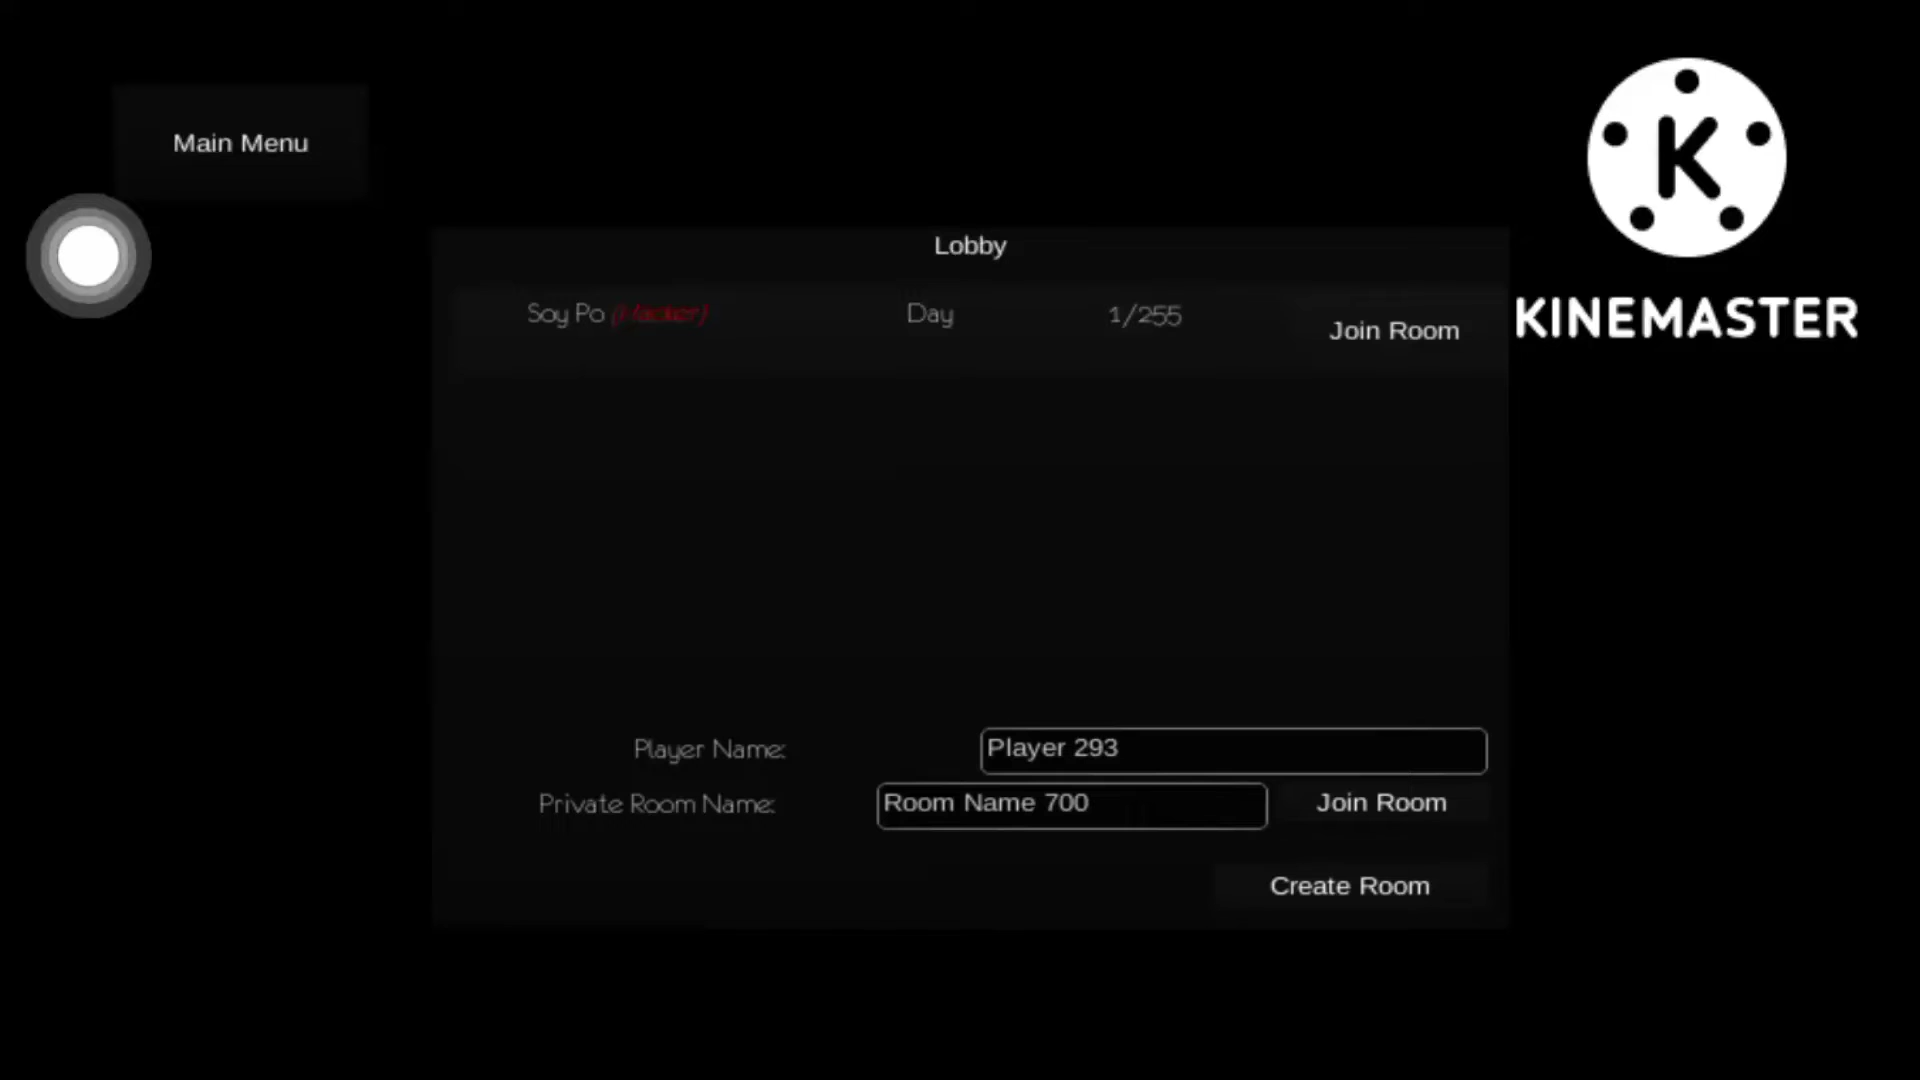 Main Menu
K
KINEMASTER
Lobby
Soy Po (Hacker) Day 1/255 Join Room
Player Name: Player 293
Private Room Name: Room Name 700 Join Room
Create Room